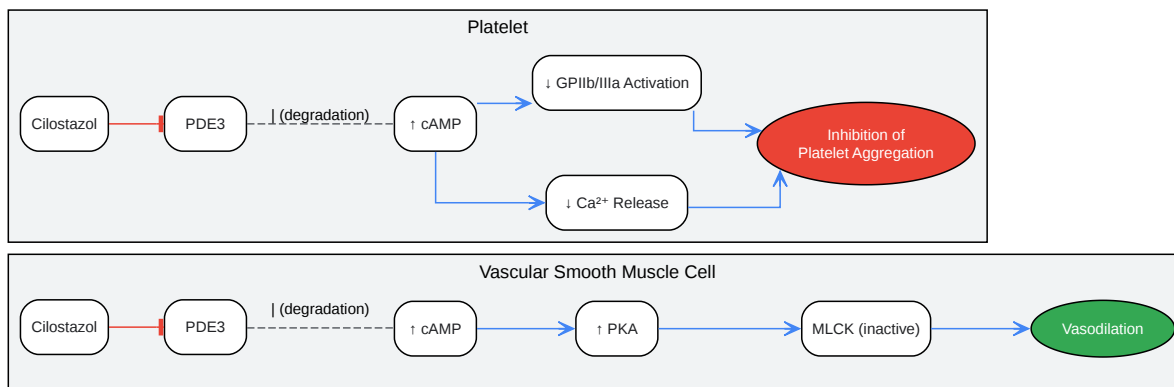 Platelet
Cilostazol
PDE3
| (degradation)
↑ cAMP
↓ GPIIb/IIIa Activation
↓ Ca²⁺ Release
Inhibition of
Platelet Aggregation
Vascular Smooth Muscle Cell
Cilostazol
PDE3
| (degradation)
↑ cAMP
↑ PKA
MLCK (inactive)
Vasodilation